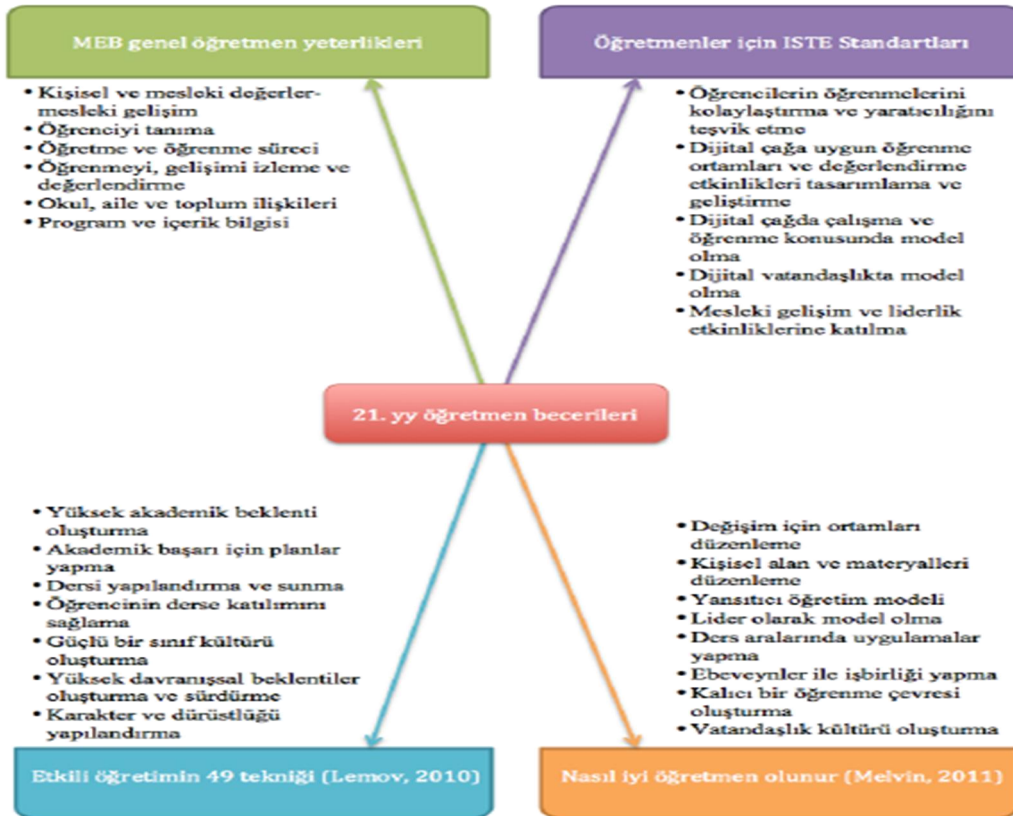 MEB genel öğretmen yeterlikleri
• Kişisel ve mesleki değerler-
mesleki gelişim
• Öğrenciyi tanıma
• Öğretme ve öğrenme süreci
• Öğrenmeyi, gelişimi izleme ve
değerlendirme
• Okul, aile ve toplum ilişkileri
• Program ve içerik bilgisi
Öğretmenler için ISTE Standartları
• Öğrencilerin öğrenmelerini
kolaylaştırma ve yaratıcılığını
teşvik etme
• Dijital çağa uygun öğrenme
ortamları ve değerlendirme
etkinlikleri tasarımlama ve
geliştirme
• Dijital çağda çalışma ve
öğrenme konusunda model
olma
• Dijital vatandaşlıkta model
olma
• Mesleki gelişim ve liderlik
etkinliklerine katılma
21. yy öğretmen becerileri
• Yüksek akademik beklenti
oluşturma
• Akademik başarı için planlar
yapma
• Dersi yapılandırma ve sunma
• Öğrencinin derse katılımını
sağlama
• Güçlü bir sınıf kültürü
oluşturma
• Yüksek davranışsal beklentiler
oluşturma ve sürdürme
• Karakter ve dürüstlüğü
yapılandırma
Etkili öğretimin 49 tekniği (Lemov, 2010)
• Değişim için ortamları
düzenleme
• Kişisel alan ve materyalleri
düzenleme
• Yansıtıcı öğretim modeli
• Lider olarak model olma
• Ders aralarında uygulamalar
yapma
• Ebeveynler ile işbirliği yapma
• Kalıcı bir öğrenme çevresi
oluşturma
• Vatandaşlık kültürü oluşturma
Nasıl iyi öğretmen olunur (Melvin, 2011)